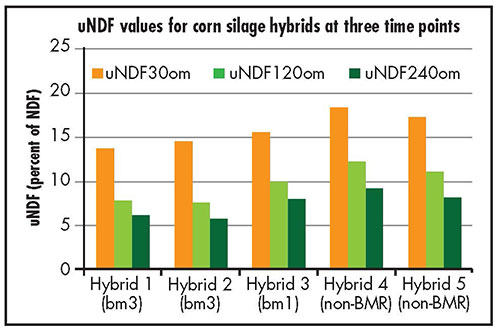 uNDF values for corn silage hybrids at three time points
uNDF (percent of NDF)
25
20
15
10
5
0
uNDF30om uNDF120om uNDF240om
Hybrid 1 Hybrid 2 Hybrid 3 Hybrid 4 Hybrid 5
(bm3) (bm3) (bm1) (non-BMR) (non-BMR)